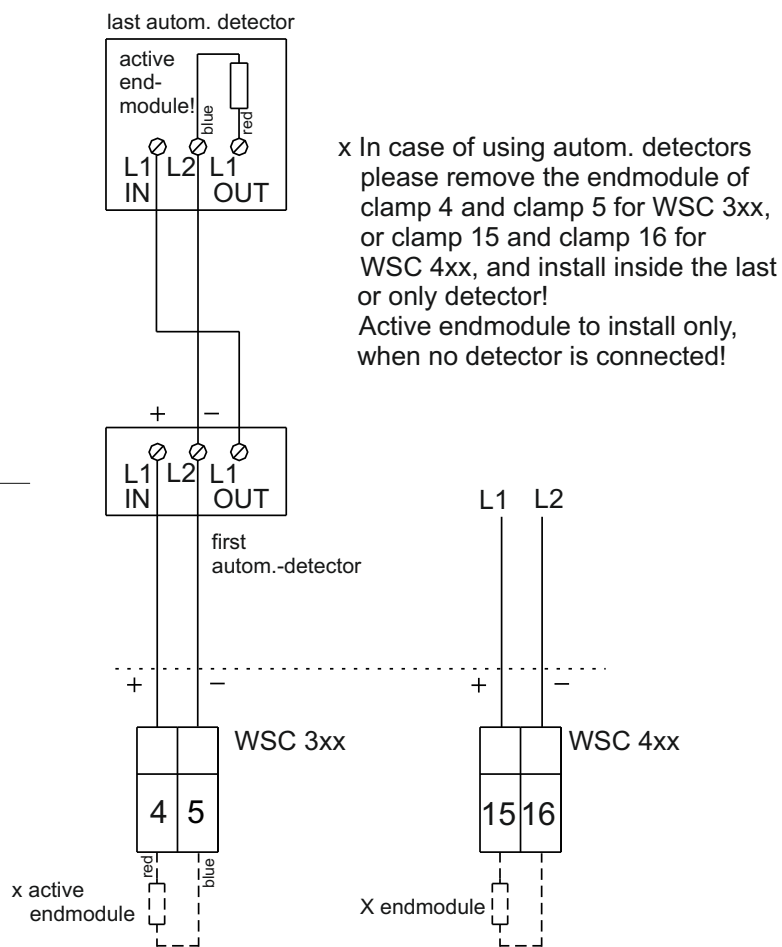 last autom. detector
active
end-
module!
blue
red
L1 L2 L1
IN OUT
x In case of using autom. detectors
please remove the endmodule of
clamp 4 and clamp 5 for WSC 3xx,
or clamp 15 and clamp 16 for
WSC 4xx, and install inside the last
or only detector!
Active endmodule to install only,
when no detector is connected!
+ −
L1 L2 L1
IN OUT
first
autom.-detector
L1 L2
+ −
+ −
WSC 3xx
WSC 4xx
4 5
15 16
red
blue
x active
endmodule
X endmodule